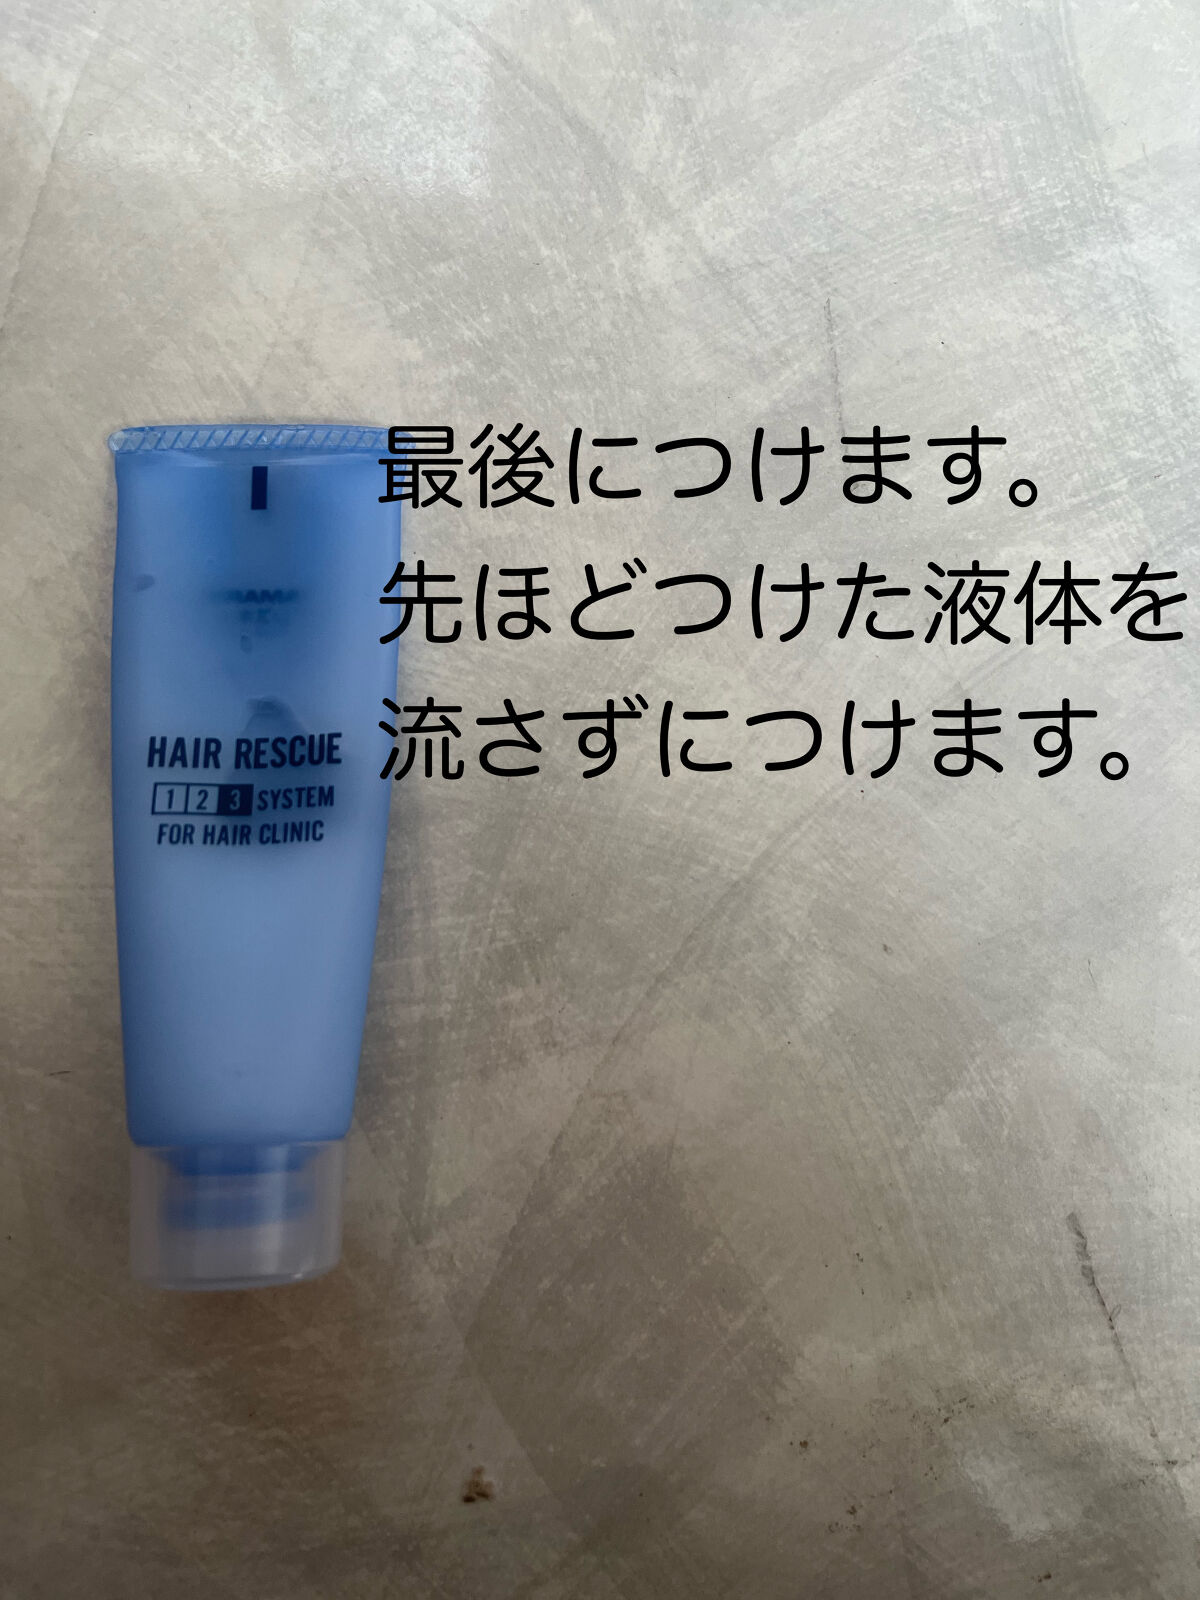 最後につけます。
先ほどつけた液体を
流さずにつけます。
HAIR RESCUE
1 2 3 SYSTEM
FOR HAIR CLINIC